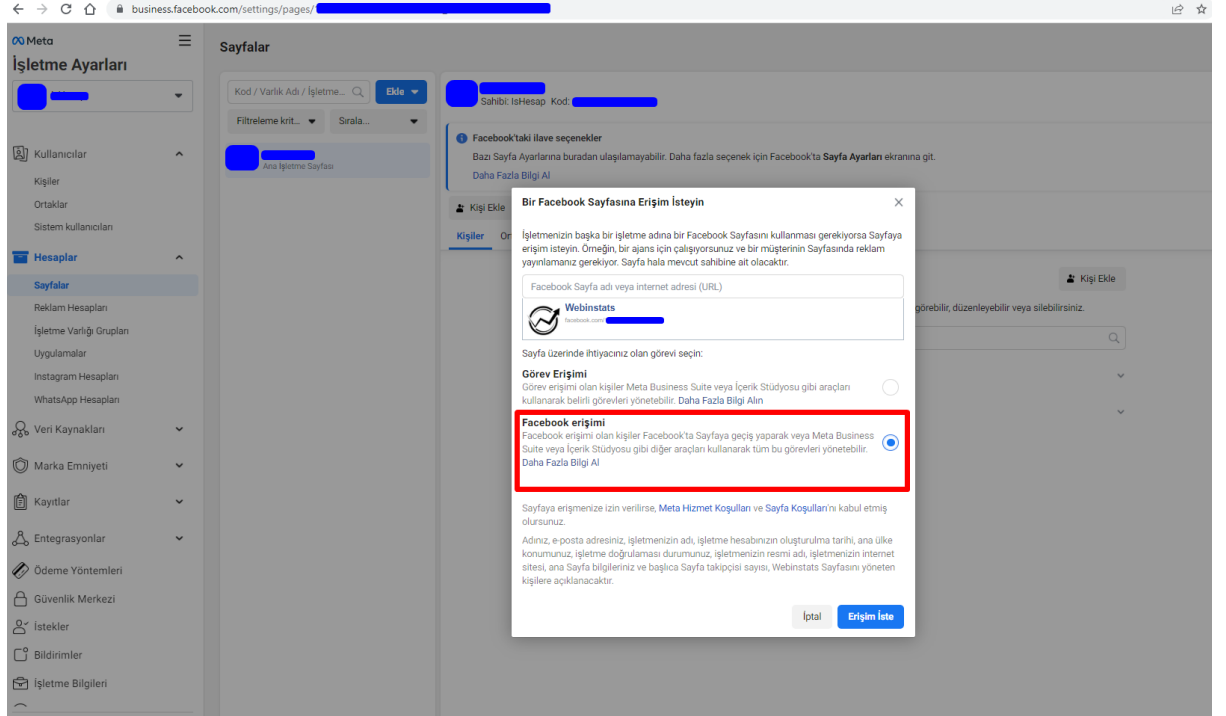 business.facebook.com/settings/pages/
Meta
İşletme Ayarları
Kullanıcılar
Kişiler
Ortaklar
Sistem kullanıcıları
Hesaplar
Sayfalar
Reklam Hesapları
İşletme Varlığı Grupları
Uygulamalar
Instagram Hesapları
WhatsApp Hesapları
Veri Kaynakları
Marka Emniyeti
Kayıtlar
Entegrasyonlar
Ödeme Yöntemleri
Güvenlik Merkezi
İstekler
Bildirimler
İşletme Bilgileri
Sayfalar
Kod / Varlık Adı / İşletme... Ekle
Filtreleme krit... Sırala...
Ana İşletme Sayfası
Sahibi: IsHesap Kod:
Facebook'taki ilave seçenekler
Bazı Sayfa Ayarlarına buradan ulaşılamayabilir. Daha fazla seçenek için Facebook'ta Sayfa Ayarları ekranına git.
Daha Fazla Bilgi Al
Kişi Ekle
Kişiler Or
Kişi Ekle
görebilir, düzenleyebilir veya silebilirsiniz.
Bir Facebook Sayfasına Erişim İsteyin
İşletmenizin başka bir işletme adına bir Facebook Sayfasını kullanması gerekiyorsa Sayfaya
erişim isteyin. Örneğin, bir ajans için çalışıyorsunuz ve bir müşterinin Sayfasında reklam
yayınlamanız gerekiyor. Sayfa hala mevcut sahibine ait olacaktır.
Facebook Sayfa adı veya internet adresi (URL)
Webinstats
facebook.com/
Sayfa üzerinde ihtiyacınız olan görevi seçin:
Görev Erişimi
Görev erişimi olan kişiler Meta Business Suite veya İçerik Stüdyosu gibi araçları
kullanarak belirli görevleri yönetebilir. Daha Fazla Bilgi Alın
Facebook erişimi
Facebook erişimi olan kişiler Facebook'ta Sayfaya geçiş yaparak veya Meta Business
Suite veya İçerik Stüdyosu gibi diğer araçları kullanarak tüm bu görevleri yönetebilir.
Daha Fazla Bilgi Al
Sayfaya erişmenize izin verilirse, Meta Hizmet Koşulları ve Sayfa Koşulları'nı kabul etmiş
olursunuz.
Adınız, e-posta adresiniz, işletmenizin adı, işletme hesabınızın oluşturulma tarihi, ana ülke
konumunuz, işletme doğrulaması durumunuz, işletmenizin resmi adı, işletmenizin internet
sitesi, ana Sayfa bilgileriniz ve başlıca Sayfa takipçisi sayısı, Webinstats Sayfasını yöneten
kişilere açıklanacaktır.
İptal Erişim İste